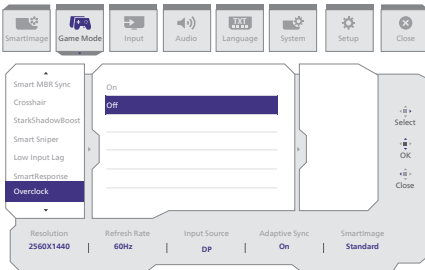 SmartImage Game Mode Input Audio Language System Setup Close
TXT
Smart MBR Sync
Crosshair
StarkShadowBoost
Smart Sniper
Low Input Lag
SmartResponse
Overclock
On
Off
Select
OK
Close
Resolution Refresh Rate Input Source Adaptive Sync SmartImage
2560X1440 | 60Hz | DP | On | Standard